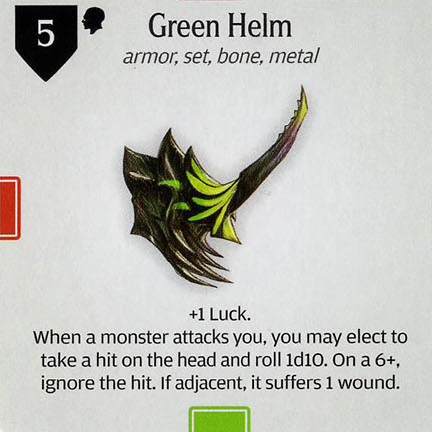 5
Green Helm
armor, set, bone, metal
+1 Luck.
When a monster attacks you, you may elect to
take a hit on the head and roll 1d10. On a 6+,
ignore the hit. If adjacent, it suffers 1 wound.